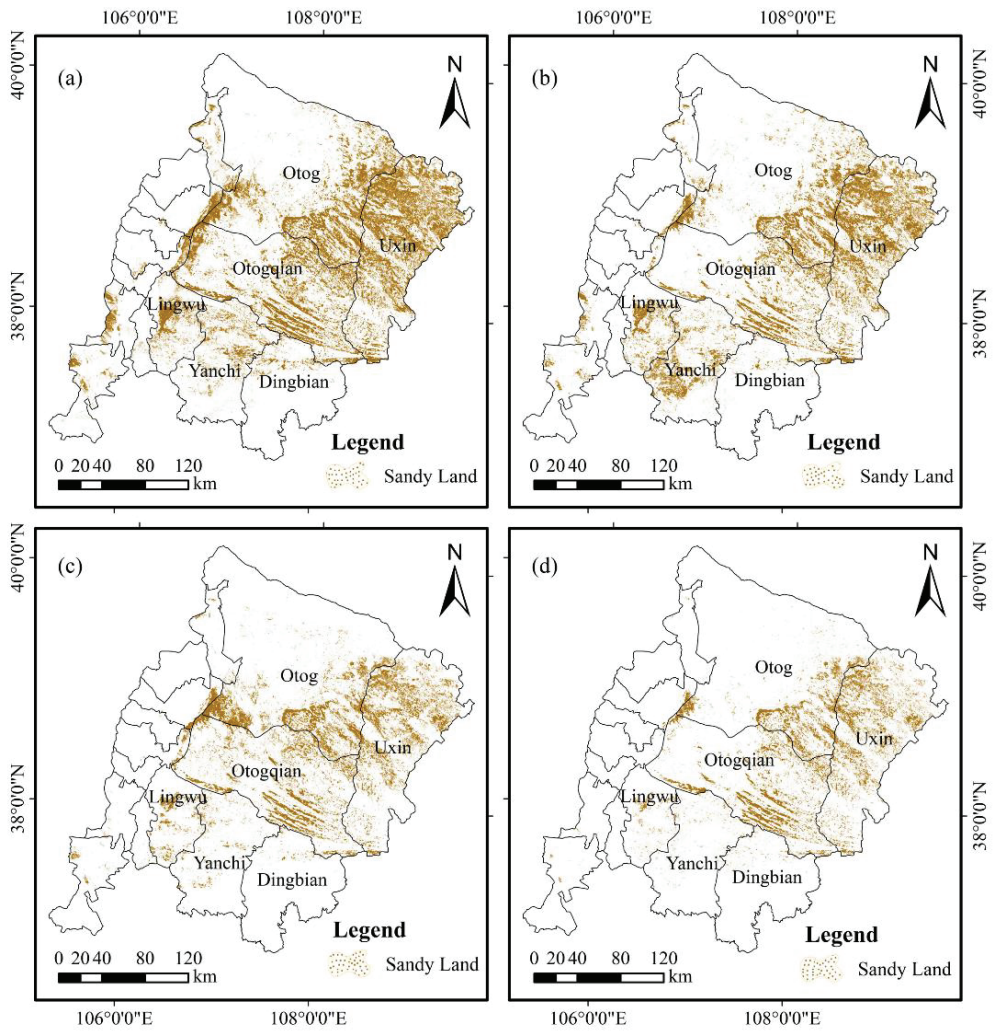 106°0'0"E 108°0'0"E 106°0'0"E 108°0'0"E
40°0'0"N
38°0'0"N
(a)
N
Otog
Uxin
Otogqian
Lingwu
Yanchi
Dingbian
Legend
0 20 40 80 120
km
Sandy Land
(b)
N
40°0'0"N
38°0'0"N
Otog
Uxin
Otogqian
Lingwu
Yanchi
Dingbian
Legend
0 20 40 80 120
km
Sandy Land
40°0'0"N
38°0'0"N
(c)
N
Otog
Uxin
Otogqian
Lingwu
Yanchi
Dingbian
Legend
0 20 40 80 120
km
Sandy Land
(d)
N
40°0'0"N
38°0'0"N
Otog
Uxin
Otogqian
Lingwu
Yanchi
Dingbian
Legend
0 20 40 80 120
km
Sandy Land
106°0'0"E 108°0'0"E 106°0'0"E 108°0'0"E